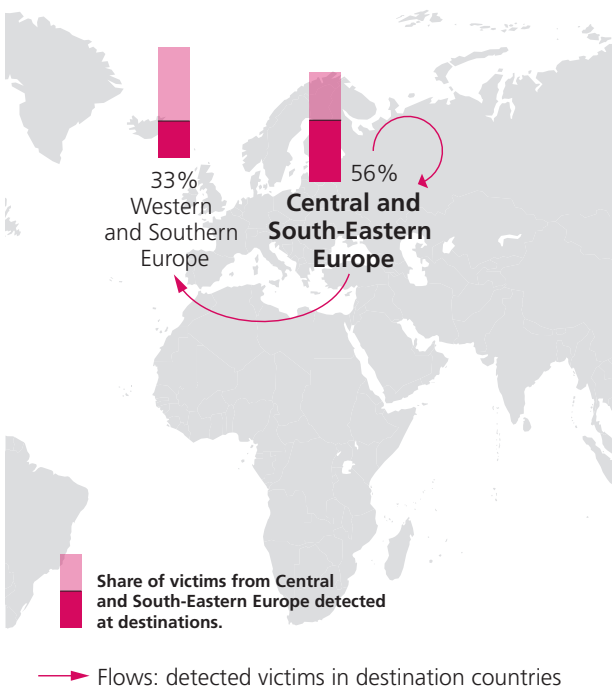 33%
Western
and Southern
Europe
56%
Central and
South-Eastern
Europe
Share of victims from Central
and South-Eastern Europe detected
at destinations.
Flows: detected victims in destination countries